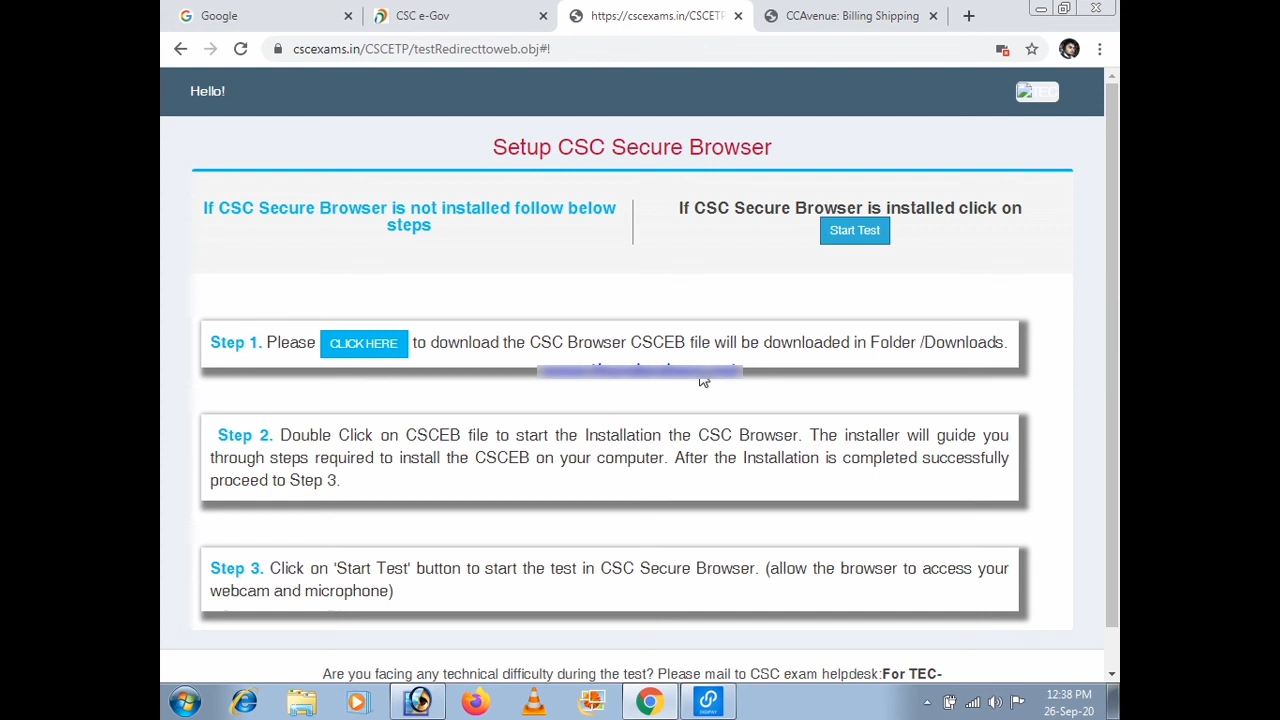 Google
CSC e-Gov
https://cscexams.in/CSCETP
CCAvenue: Billing Shipping
cscexams.in/CSCETP/testRedirecttoweb.obj#!
Hello!
TEC
Setup CSC Secure Browser
If CSC Secure Browser is not installed follow below
steps
If CSC Secure Browser is installed click on
Start Test
Step 1. Please CLICK HERE to download the CSC Browser CSCEB file will be downloaded in Folder /Downloads.
Step 2. Double Click on CSCEB file to start the Installation the CSC Browser. The installer will guide you
through steps required to install the CSCEB on your computer. After the Installation is completed successfully
proceed to Step 3.
Step 3. Click on 'Start Test' button to start the test in CSC Secure Browser. (allow the browser to access your
webcam and microphone)
Are you facing any technical difficulty during the test? Please mail to CSC exam helpdesk:For TEC-
12:38 PM
26-Sep-20